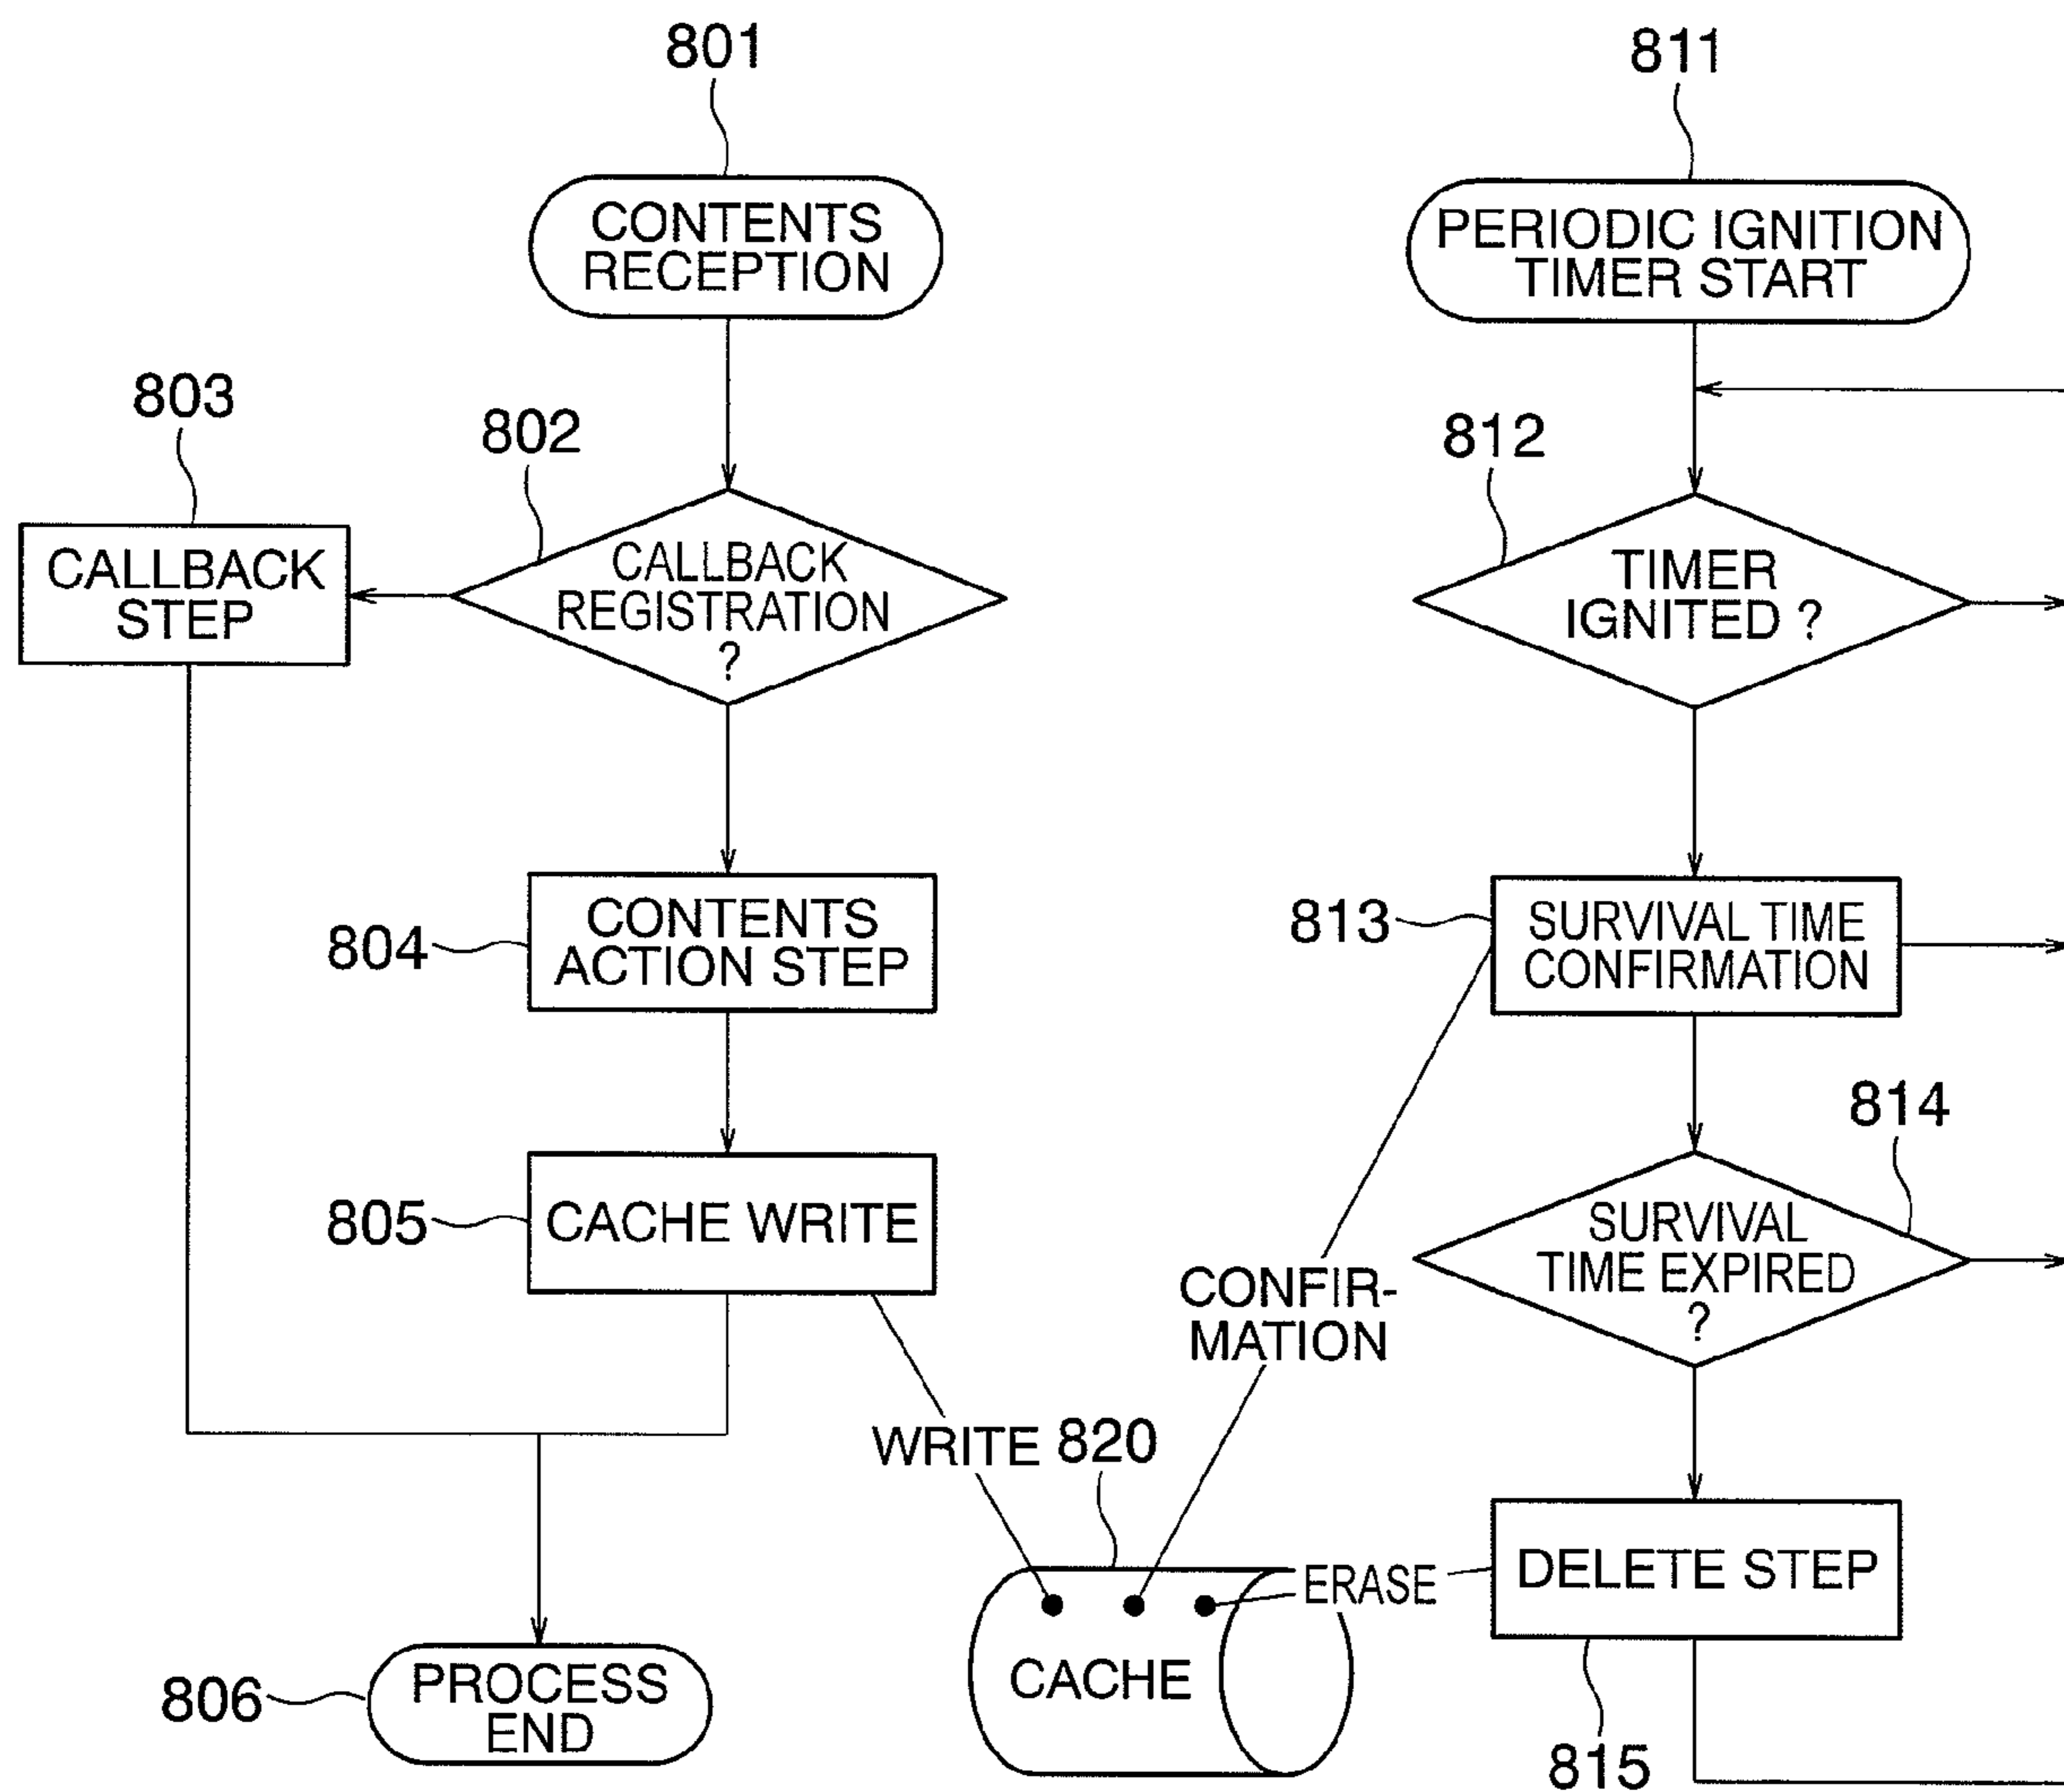 801
CONTENTS
RECEPTION
803
802
CALLBACK
STEP
CALLBACK
REGISTRATION
?
804
CONTENTS
ACTION STEP
805
CACHE WRITE
WRITE
806
PROCESS
END
811
PERIODIC IGNITION
TIMER START
812
TIMER
IGNITED ?
813
SURVIVAL TIME
CONFIRMATION
814
SURVIVAL
TIME EXPIRED
?
CONFIR-
MATION
820
CACHE
ERASE
DELETE STEP
815